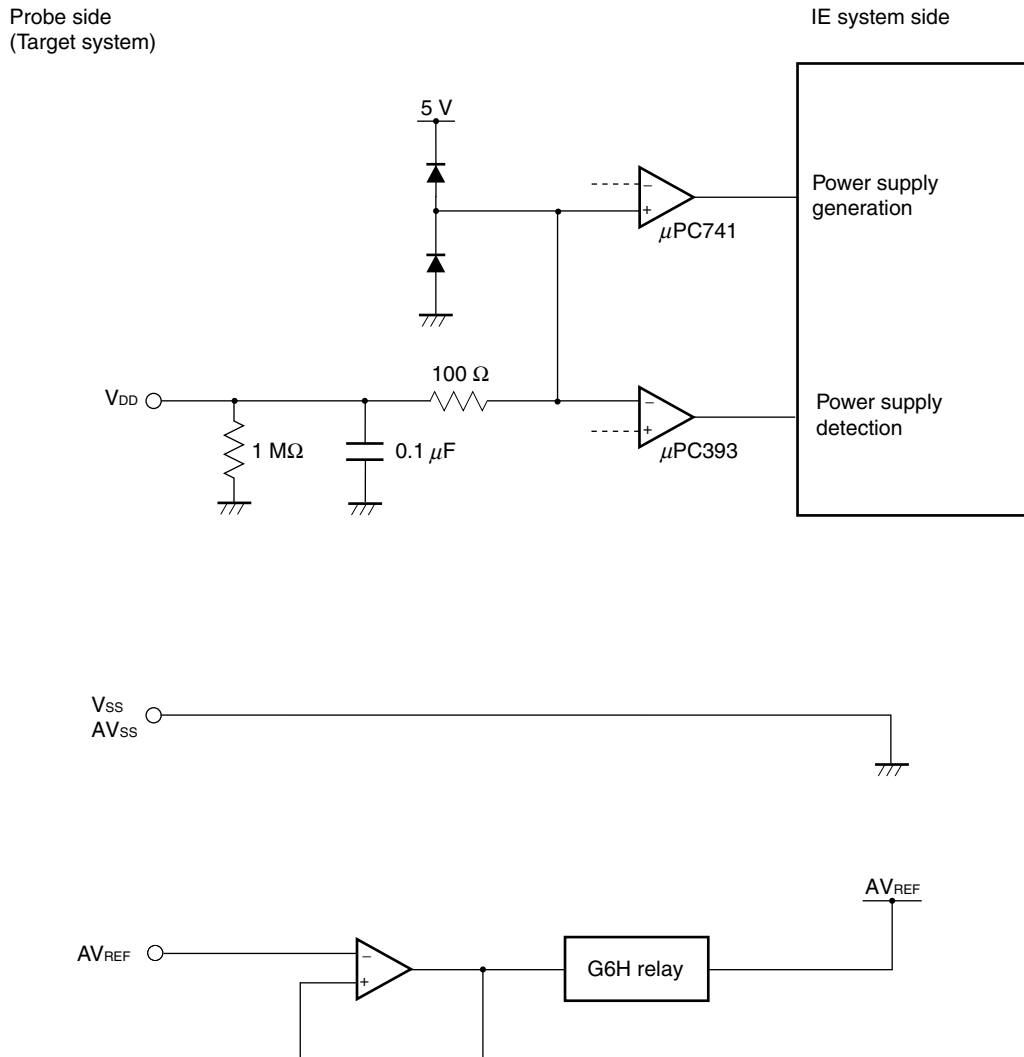 Probe side
(Target system)
IE system side
5 V
−
+
μPC741
Power supply
generation
VDD
100 Ω
1 MΩ
0.1 μF
−
+
μPC393
Power supply
detection
VSS
AVSS
AVREF
AVREF
−
+
G6H relay